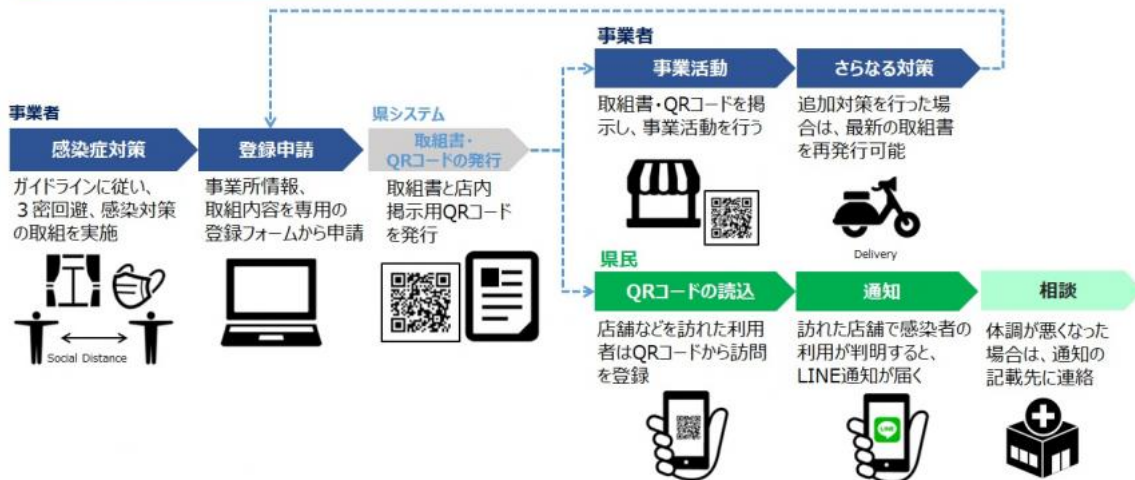 事業者
感染症対策
ガイドラインに従い、
３密回避、感染対策
の取組を実施
Social Distance
登録申請
事業所情報、
取組内容を専用の
登録フォームから申請
県システム
取組書・
QRコードの発行
取組書と店内
掲示用QRコード
を発行
事業者
事業活動
取組書・QRコードを掲
示し、事業活動を行う
さらなる対策
追加対策を行った場
合は、最新の取組書
を再発行可能
Delivery
県民
QRコードの読込
店舗などを訪れた利用
者はQRコードから訪問
を登録
通知
訪れた店舗で感染者の
利用が判明すると、
LINE通知が届く
LINE
相談
体調が悪くなった
場合は、通知の
記載先に連絡